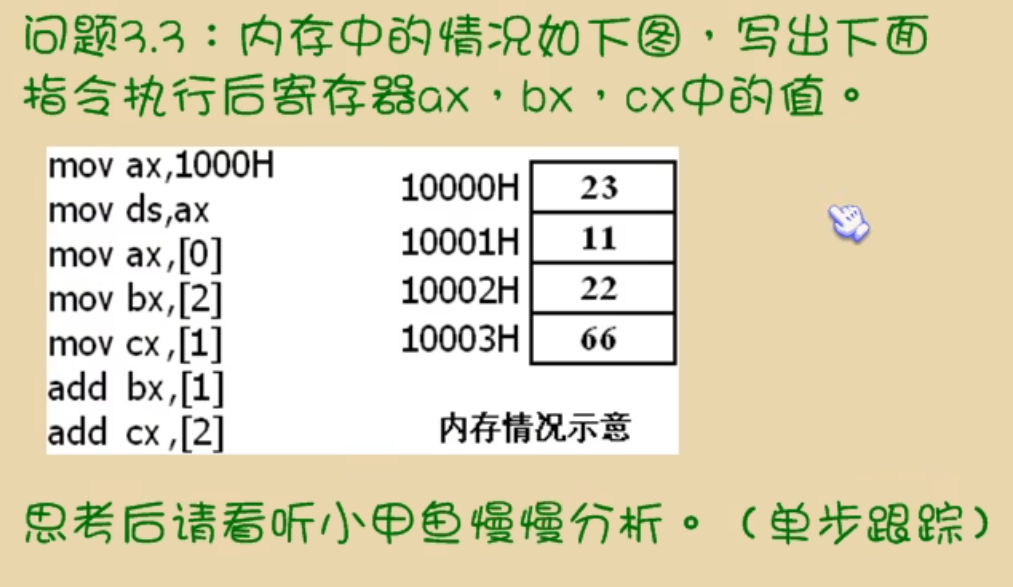 问题3.3：内存中的情况如下图，写出下面
指令执行后寄存器ax，bx，cx中的值。
mov ax,1000H
mov ds,ax
mov ax,[0]
mov bx,[2]
mov cx,[1]
add bx,[1]
add cx,[2]
10000H 23
10001H 11
10002H 22
10003H 66
内存情况示意
思考后请看听小甲鱼慢慢分析。（单步跟踪）